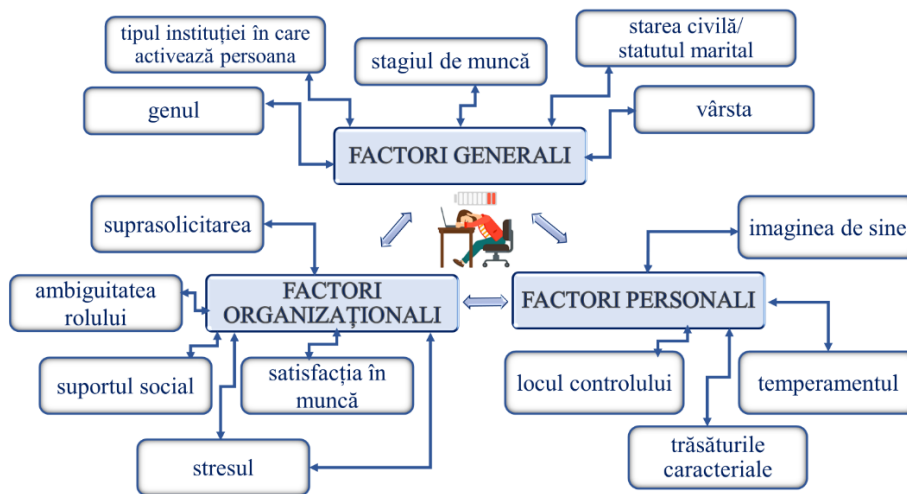 tipul instituției în care
activează persoana
stagiul de muncă
starea civilă/
statutul marital
genul
vârsta
FACTORI GENERALI
suprasolicitarea
imaginea de sine
ambiguitatea
rolului
FACTORI
ORGANIZAȚIONALI
FACTORI PERSONALI
suportul social
satisfacția în
muncă
locul controlului
temperamentul
stresul
trăsăturile
caracteriale